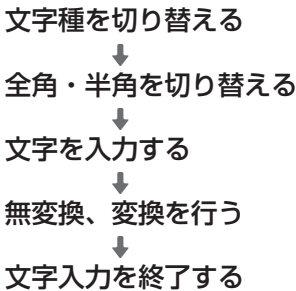 文字種を切り替える
全角・半角を切り替える
文字を入力する
無変換、変換を行う
文字入力を終了する